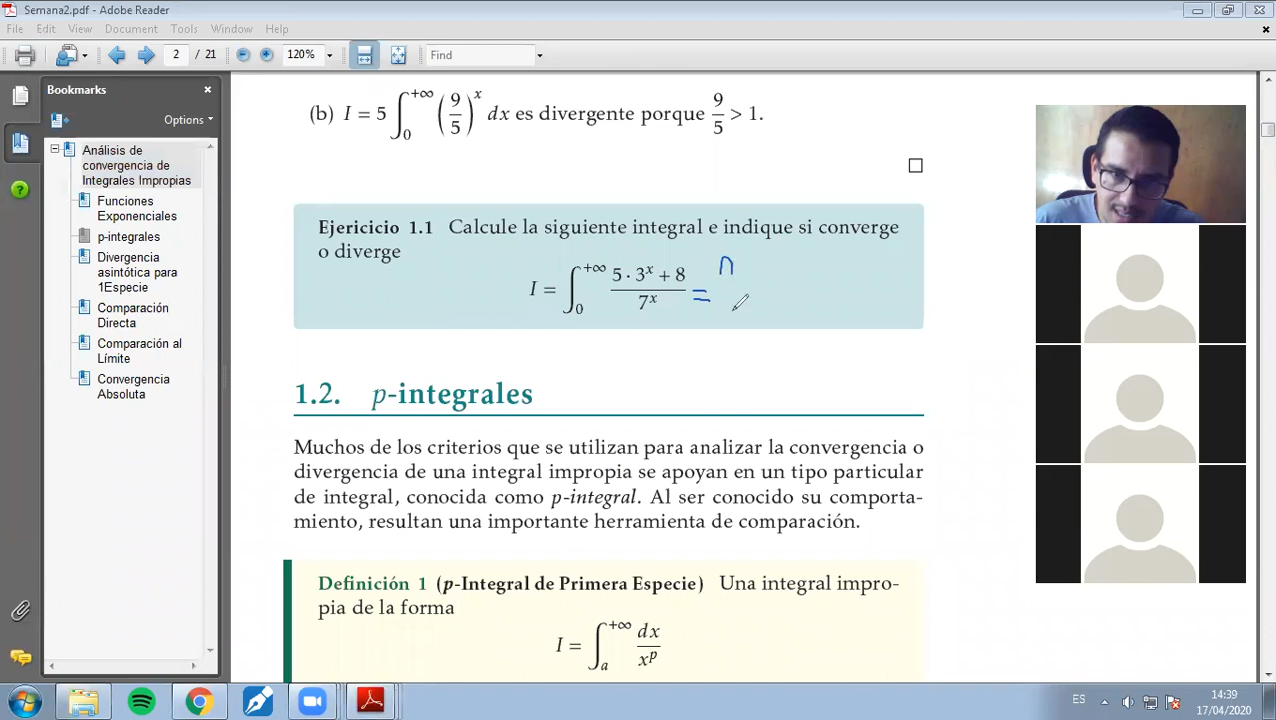 Semana2.pdf - Adobe Reader
File Edit View Document Tools Window Help
2 / 21 120% Find
Bookmarks
Options
Análisis de
convergencia de
Integrales Impropias
Funciones
Exponenciales
p-integrales
Divergencia
asintótica para
1Especie
Comparación
Directa
Comparación al
Límite
Convergencia
Absoluta
(b) I = 5 ∫₀^{+∞} (9/5)^x dx es divergente porque 9/5 > 1.
□
Ejericicio 1.1 Calcule la siguiente integral e indique si converge
o diverge
I = ∫₀^{+∞} (5 · 3^x + 8)/7^x =
1.2. p-integrales
Muchos de los criterios que se utilizan para analizar la convergencia o
divergencia de una integral impropia se apoyan en un tipo particular
de integral, conocida como p-integral. Al ser conocido su comporta-
miento, resultan una importante herramienta de comparación.
Definición 1 (p-Integral de Primera Especie) Una integral impro-
pia de la forma
I = ∫ₐ^{+∞} dx/x^p
ES
14:39
17/04/2020